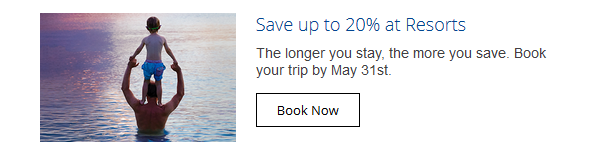 Save up to 20% at Resorts
The longer you stay, the more you save. Book
your trip by May 31st.
Book Now